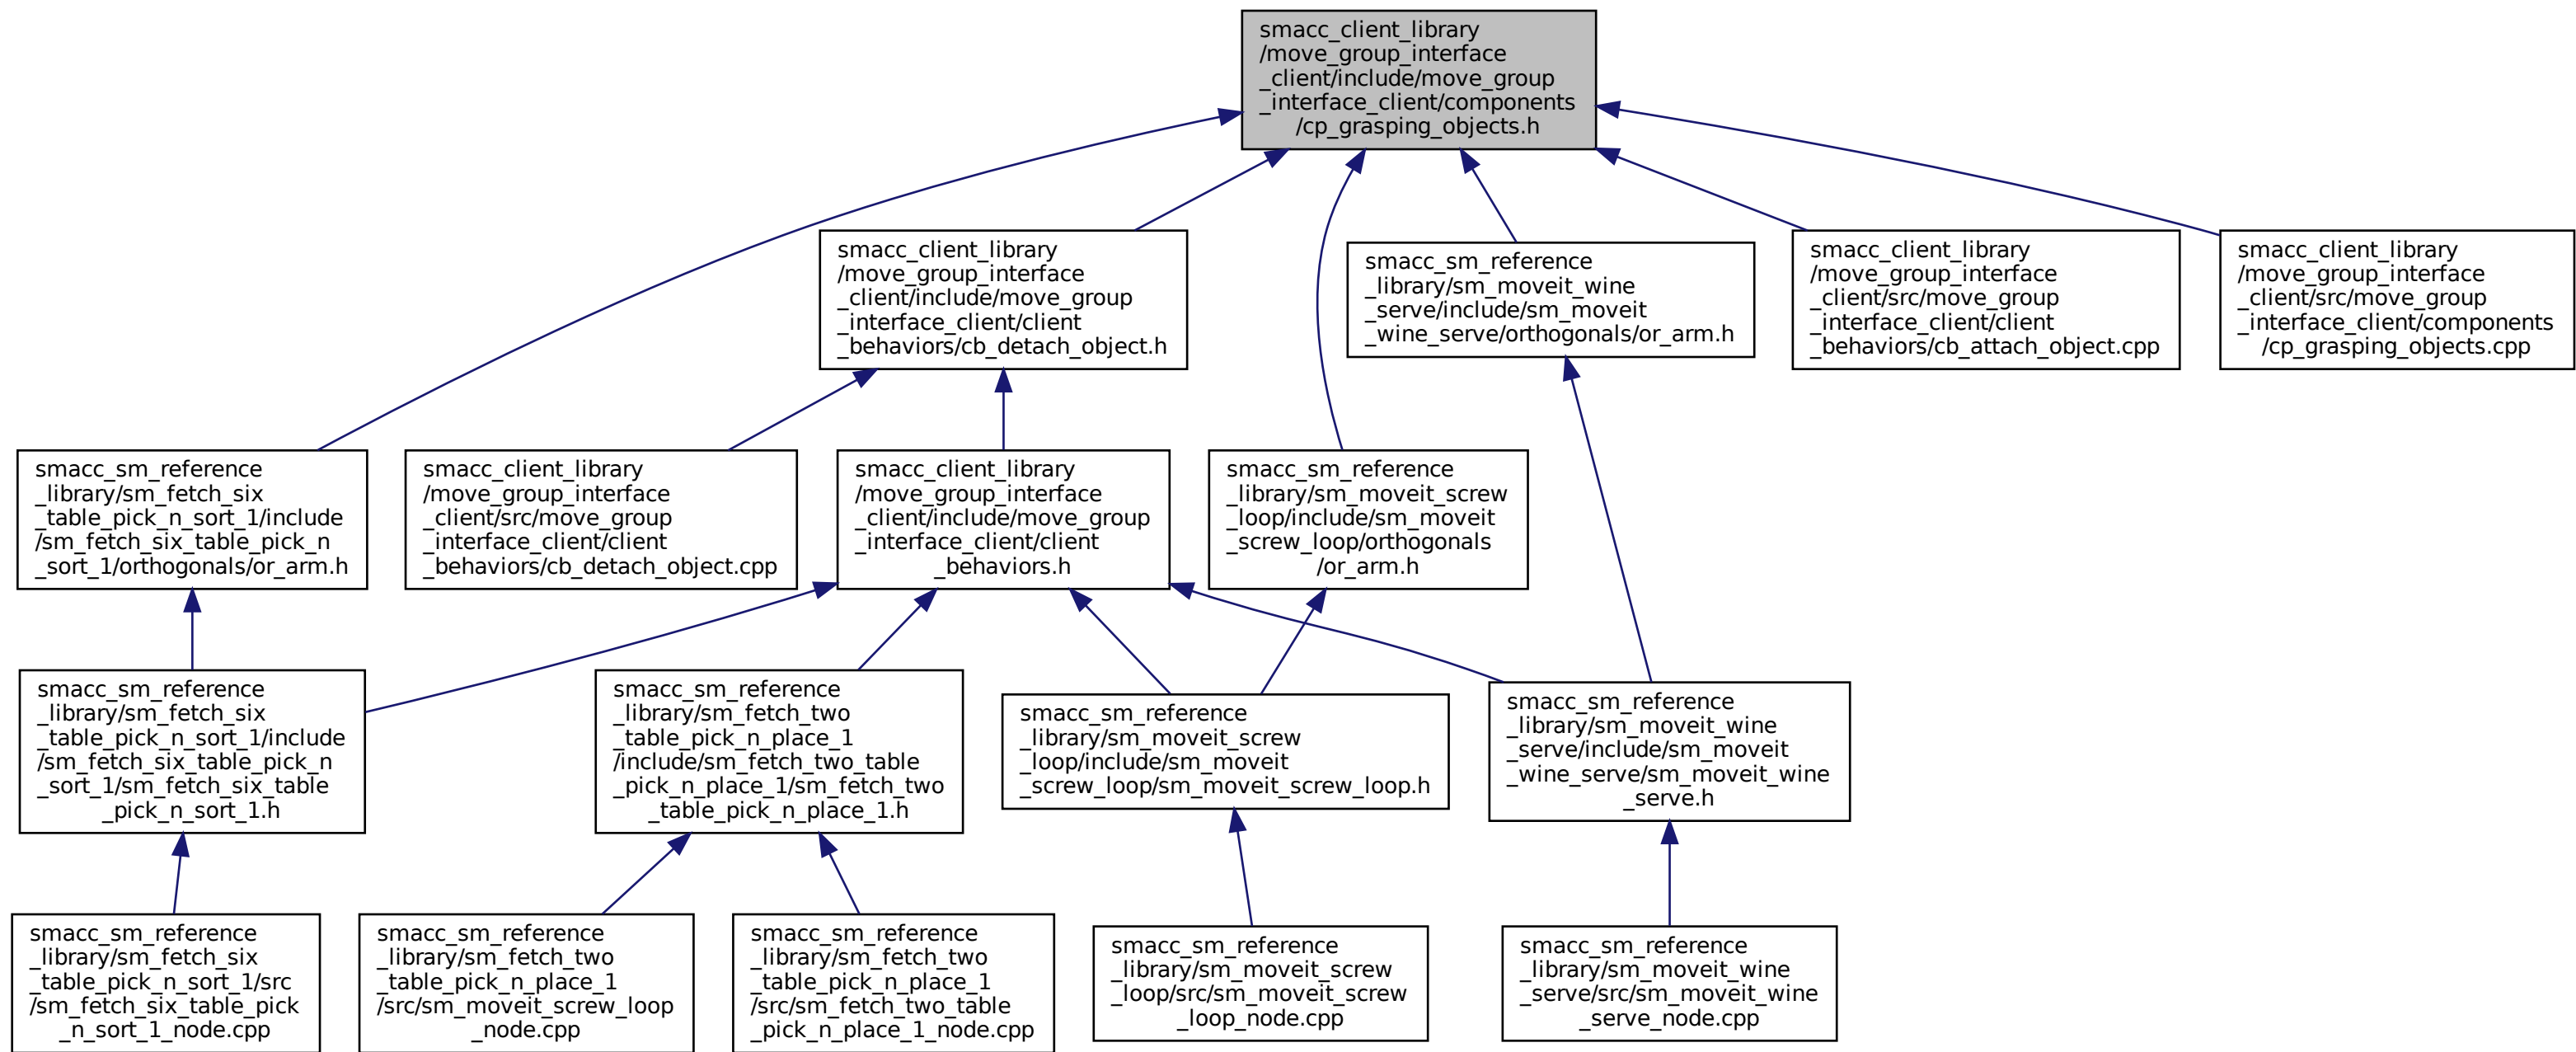 smacc_client_library
/move_group_interface
_client/include/move_group
_interface_client/components
/cp_grasping_objects.h
smacc_client_library
/move_group_interface
_client/include/move_group
_interface_client/client
_behaviors/cb_detach_object.h
smacc_sm_reference
_library/sm_moveit_wine
_serve/include/sm_moveit
_wine_serve/orthogonals/or_arm.h
smacc_client_library
/move_group_interface
_client/src/move_group
_interface_client/client
_behaviors/cb_attach_object.cpp
smacc_client_library
/move_group_interface
_client/src/move_group
_interface_client/components
/cp_grasping_objects.cpp
smacc_sm_reference
_library/sm_fetch_six
_table_pick_n_sort_1/include
/sm_fetch_six_table_pick_n
_sort_1/orthogonals/or_arm.h
smacc_client_library
/move_group_interface
_client/src/move_group
_interface_client/client
_behaviors/cb_detach_object.cpp
smacc_client_library
/move_group_interface
_client/include/move_group
_interface_client/client
_behaviors.h
smacc_sm_reference
_library/sm_moveit_screw
_loop/include/sm_moveit
_screw_loop/orthogonals
/or_arm.h
smacc_sm_reference
_library/sm_fetch_six
_table_pick_n_sort_1/include
/sm_fetch_six_table_pick_n
_sort_1/sm_fetch_six_table
_pick_n_sort_1.h
smacc_sm_reference
_library/sm_fetch_two
_table_pick_n_place_1
/include/sm_fetch_two_table
_pick_n_place_1/sm_fetch_two
_table_pick_n_place_1.h
smacc_sm_reference
_library/sm_moveit_screw
_loop/include/sm_moveit
_screw_loop/sm_moveit_screw_loop.h
smacc_sm_reference
_library/sm_moveit_wine
_serve/include/sm_moveit
_wine_serve/sm_moveit_wine
_serve.h
smacc_sm_reference
_library/sm_fetch_six
_table_pick_n_sort_1/src
/sm_fetch_six_table_pick
_n_sort_1_node.cpp
smacc_sm_reference
_library/sm_fetch_two
_table_pick_n_place_1
/src/sm_moveit_screw_loop
_node.cpp
smacc_sm_reference
_library/sm_fetch_two
_table_pick_n_place_1
/src/sm_fetch_two_table
_pick_n_place_1_node.cpp
smacc_sm_reference
_library/sm_moveit_screw
_loop/src/sm_moveit_screw
_loop_node.cpp
smacc_sm_reference
_library/sm_moveit_wine
_serve/src/sm_moveit_wine
_serve_node.cpp